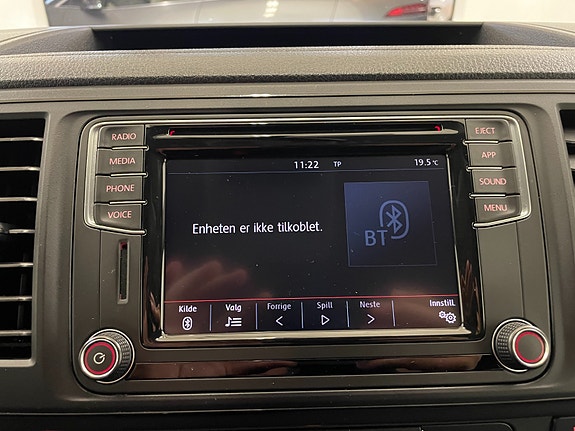 RADIO
MEDIA
PHONE
VOICE
EJECT
APP
SOUND
MENU
11:22 TP 19.5°C
Enheten er ikke tilkoblet.
BT
Kilde Valg Forrige Spill Neste Innstill.